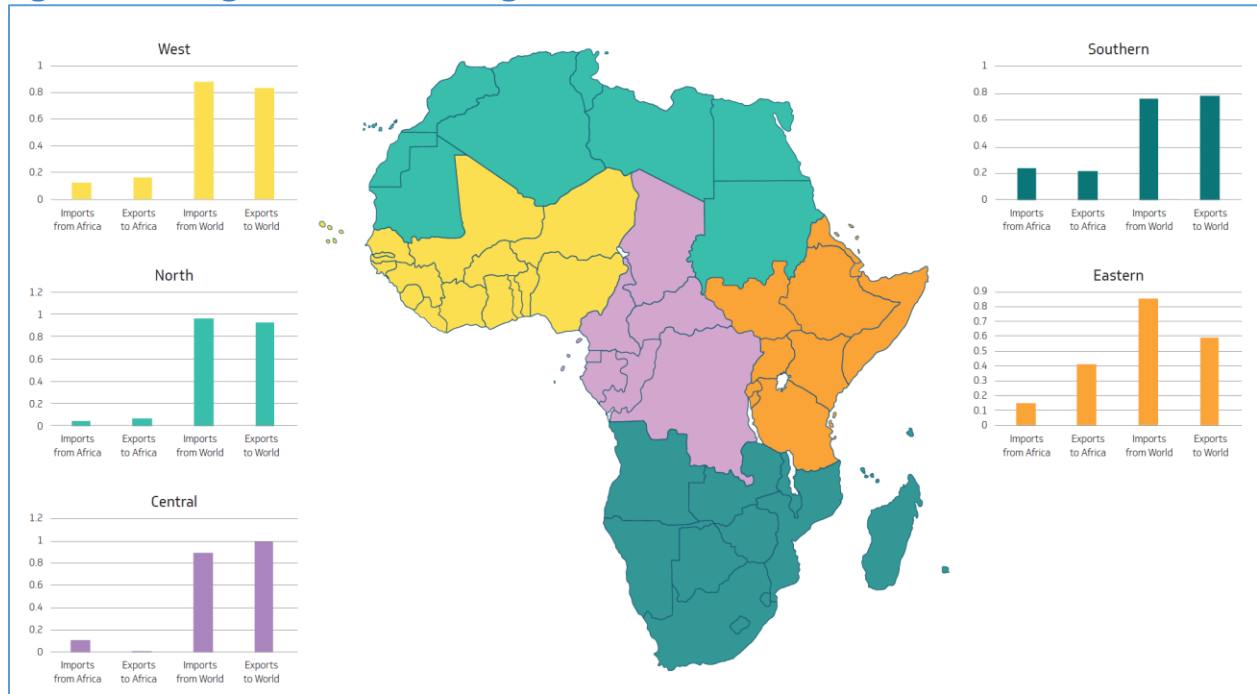 West
1
0.8
0.6
0.4
0.2
0
Imports
from Africa
Exports
to Africa
Imports
from World
Exports
to World
North
1.2
1
0.8
0.6
0.4
0.2
0
Imports
from Africa
Exports
to Africa
Imports
from World
Exports
to World
Central
1.2
1
0.8
0.6
0.4
0.2
0
Imports
from Africa
Exports
to Africa
Imports
from World
Exports
to World
Southern
1
0.8
0.6
0.4
0.2
0
Imports
from Africa
Exports
to Africa
Imports
from World
Exports
to World
Eastern
0.9
0.8
0.7
0.6
0.5
0.4
0.3
0.2
0.1
0
Imports
from Africa
Exports
to Africa
Imports
from World
Exports
to World